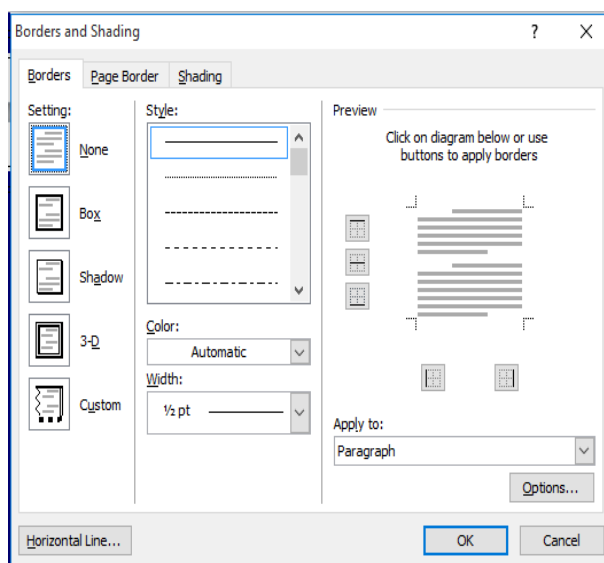 Borders and Shading ? X
Borders Page Border Shading
Setting:
None
Box
Shadow
3-D
Custom
Style:
Color:
Automatic
Width:
½ pt
Preview
Click on diagram below or use
buttons to apply borders
Apply to:
Paragraph
Options...
Horizontal Line...
OK
Cancel